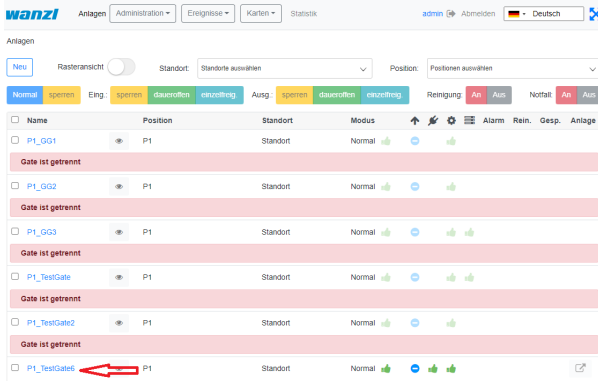 wanzl Anlagen Administration Ereignisse Karten Statistik admin Abmelden Deutsch
Anlagen
Neu Rasteransicht Standort: Standorte auswählen Position: Positionen auswählen
Normal sperren Eing.: sperren daueroffen einzelfreig. Ausg.: sperren daueroffen einzelfreig. Reinigung: An Aus Notfall: An Aus
Name Position Standort Modus Alarm Rein. Gesp. Anlage
P1_GG1 P1 Standort Normal
Gate ist getrennt
P1_GG2 P1 Standort Normal
Gate ist getrennt
P1_GG3 P1 Standort Normal
Gate ist getrennt
P1_TestGate P1 Standort Normal
Gate ist getrennt
P1_TestGate2 P1 Standort Normal
Gate ist getrennt
P1_TestGate6 P1 Standort Normal